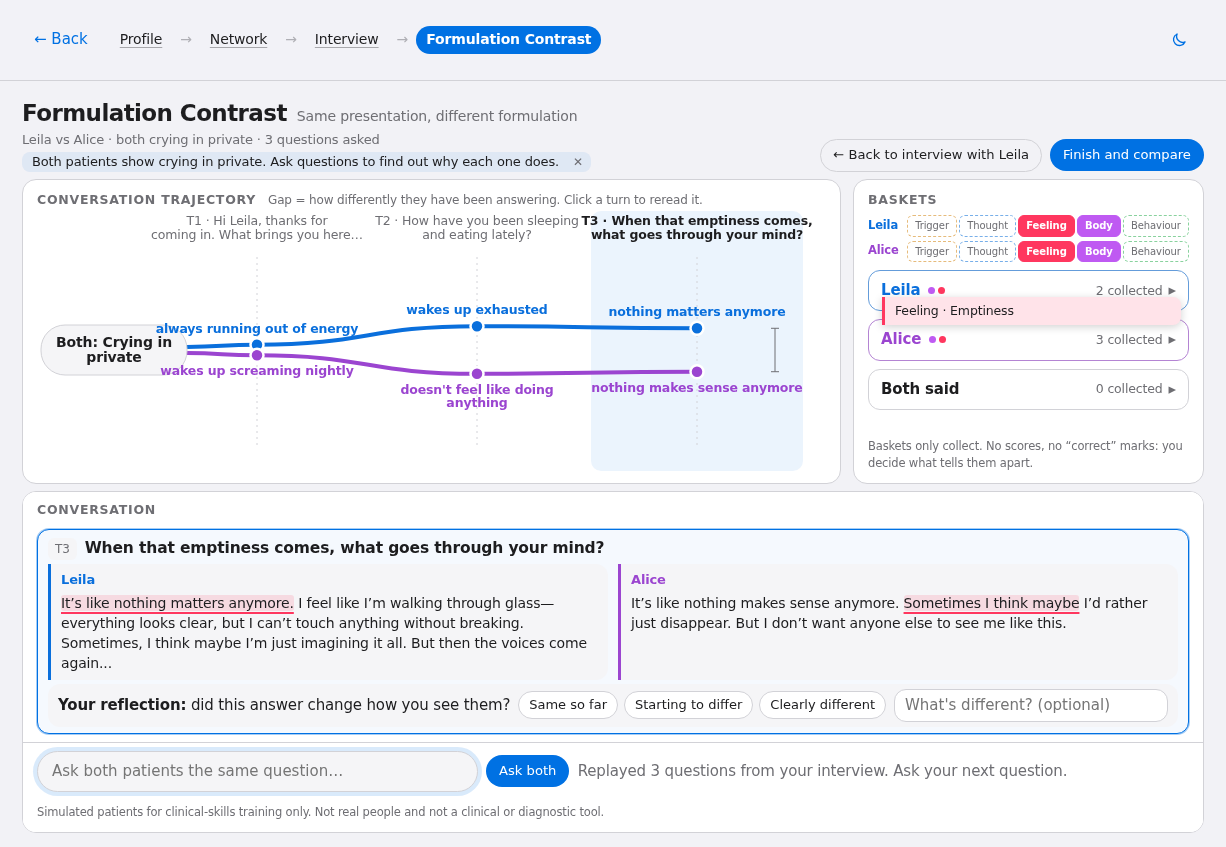 ← Back
Profile → Network → Interview → Formulation Contrast
Formulation Contrast Same presentation, different formulation
Leila vs Alice · both crying in private · 3 questions asked
Both patients show crying in private. Ask questions to find out why each one does. ✕
← Back to interview with Leila
Finish and compare
CONVERSATION TRAJECTORY Gap = how differently they have been answering. Click a turn to read it.
T1 · Hi Leila, thanks for
coming in. What brings you here…
T2 · How have you been sleeping
and eating lately?
T3 · When that emptiness comes,
what goes through your mind?
Both: Crying in
private
always running out of energy
wakes up screaming nightly
wakes up exhausted
doesn't feel like doing
anything
nothing matters anymore
nothing makes sense anymore
BASKETS
Leila Trigger Thought Feeling Body Behaviour
Alice Trigger Thought Feeling Body Behaviour
Leila 2 collected ▶
Feeling · Emptiness
Alice 3 collected ▶
Both said 0 collected ▶
Baskets only collect. No scores, no “correct” marks: you
decide what tells them apart.
CONVERSATION
T3 When that emptiness comes, what goes through your mind?
Leila
It’s like nothing matters anymore. I feel like I’m walking through glass—
everything looks clear, but I can’t touch anything without breaking.
Sometimes, I think maybe I’m just imagining it all. But then the voices come
again…
Alice
It’s like nothing makes sense anymore. Sometimes I think maybe I’d rather
just disappear. But I don’t want anyone else to see me like this.
Your reflection: did this answer change how you see them? Same so far Starting to differ Clearly different What's different? (optional)
Ask both patients the same question… Ask both Replayed 3 questions from your interview. Ask your next question.
Simulated patients for clinical-skills training only. Not real people and not a clinical or diagnostic tool.